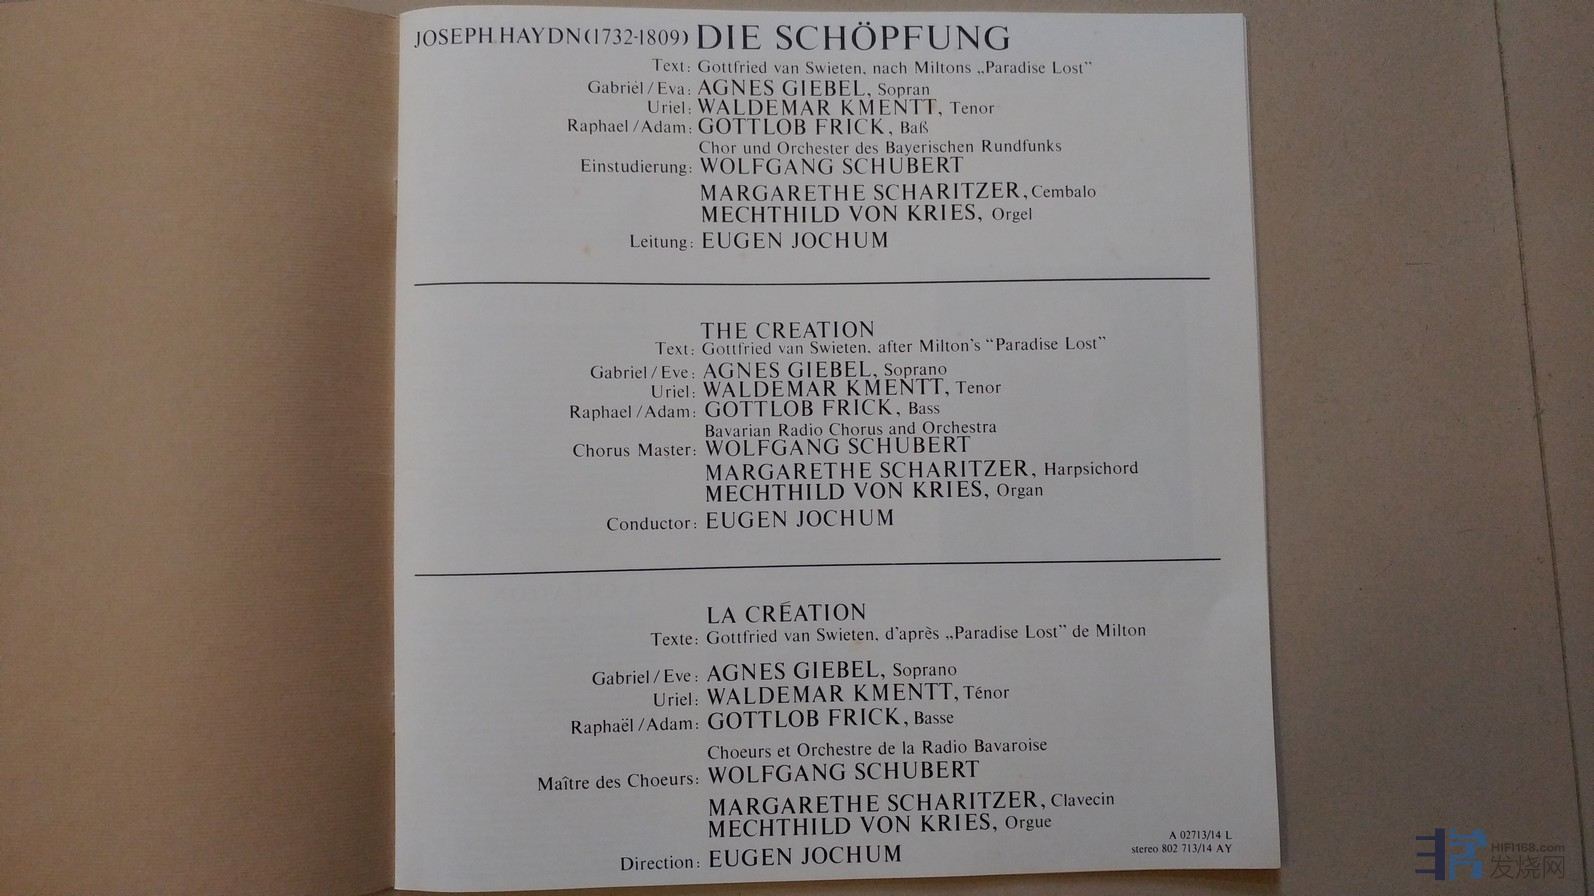 JOSEPH HAYDN (1732-1809) DIE SCHÖPFUNG
Text: Gottfried van Swieten, nach Miltons „Paradise Lost”
Gabriel/Eva: AGNES GIEBEL, Sopran
Uriel: WALDEMAR KMENTT, Tenor
Raphael/Adam: GOTTLOB FRICK, Baß
Chor und Orchester des Bayerischen Rundfunks
Einstudierung: WOLFGANG SCHUBERT
MARGARETHE SCHARITZER, Cembalo
MECHTHILD VON KRIES, Orgel
Leitung: EUGEN JOCHUM
THE CREATION
Text: Gottfried van Swieten, after Milton's “Paradise Lost”
Gabriel/Eve: AGNES GIEBEL, Soprano
Uriel: WALDEMAR KMENTT, Tenor
Raphael/Adam: GOTTLOB FRICK, Bass
Bavarian Radio Chorus and Orchestra
Chorus Master: WOLFGANG SCHUBERT
MARGARETHE SCHARITZER, Harpsichord
MECHTHILD VON KRIES, Organ
Conductor: EUGEN JOCHUM
LA CRÉATION
Texte: Gottfried van Swieten, d'après „Paradise Lost” de Milton
Gabriel/Eve: AGNES GIEBEL, Soprano
Uriel: WALDEMAR KMENTT, Ténor
Raphaël/Adam: GOTTLOB FRICK, Basse
Choeurs et Orchestre de la Radio Bavaroise
Maître des Choeurs: WOLFGANG SCHUBERT
MARGARETHE SCHARITZER, Clavecin
MECHTHILD VON KRIES, Orgue
Direction: EUGEN JOCHUM
A 02713/14 L
stereo 802 713/14 AY
HIFI168.com
发烧网